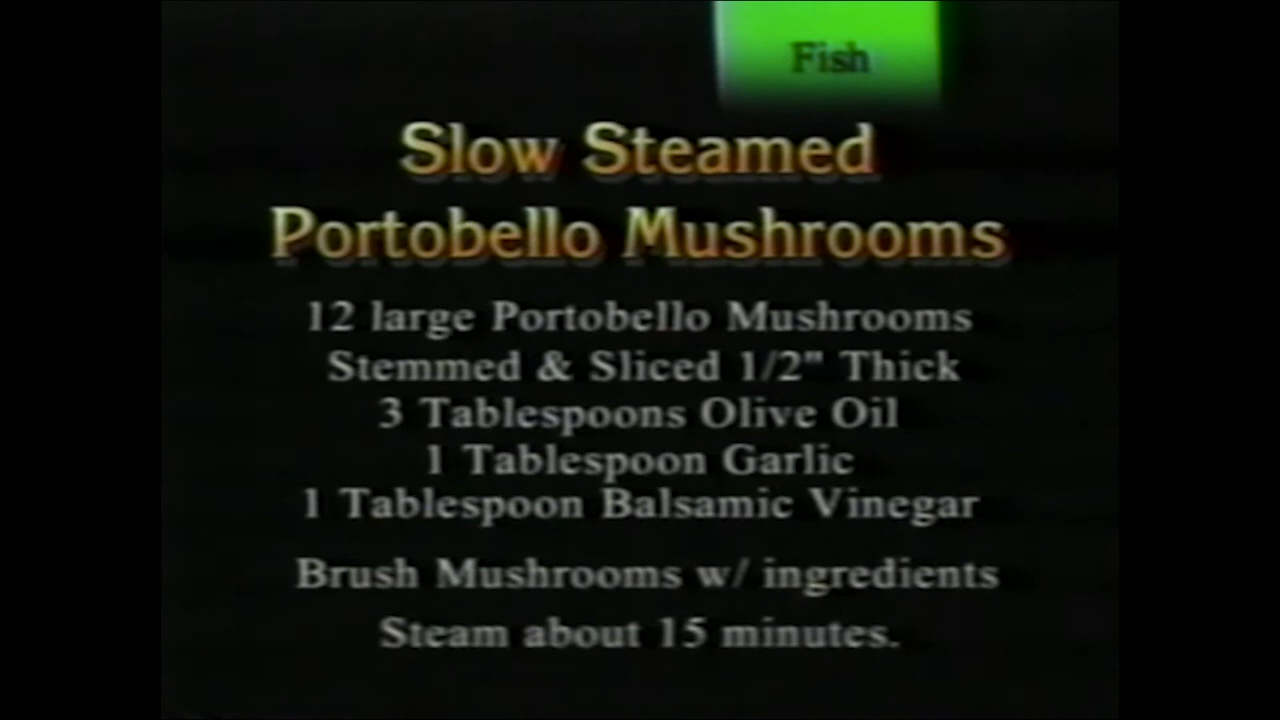 Fish
Slow Steamed
Portobello Mushrooms
12 large Portobello Mushrooms
Stemmed & Sliced 1/2" Thick
3 Tablespoons Olive Oil
1 Tablespoon Garlic
1 Tablespoon Balsamic Vinegar
Brush Mushrooms w/ ingredients
Steam about 15 minutes.